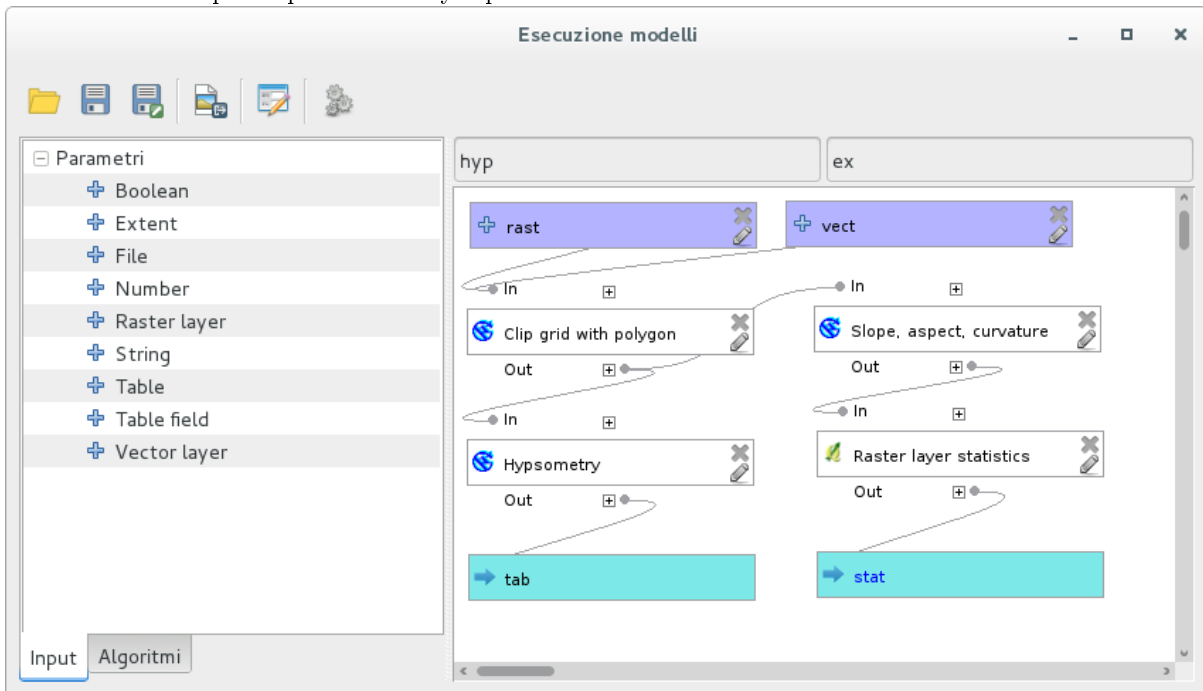 Esecuzione modelli
Parametri
Boolean
Extent
File
Number
Raster layer
String
Table
Table field
Vector layer
Input
Algoritmi
hyp
ex
rast
vect
In
In
Clip grid with polygon
Slope, aspect, curvature
Out
Out
In
In
Hypsometry
Raster layer statistics
Out
Out
tab
stat